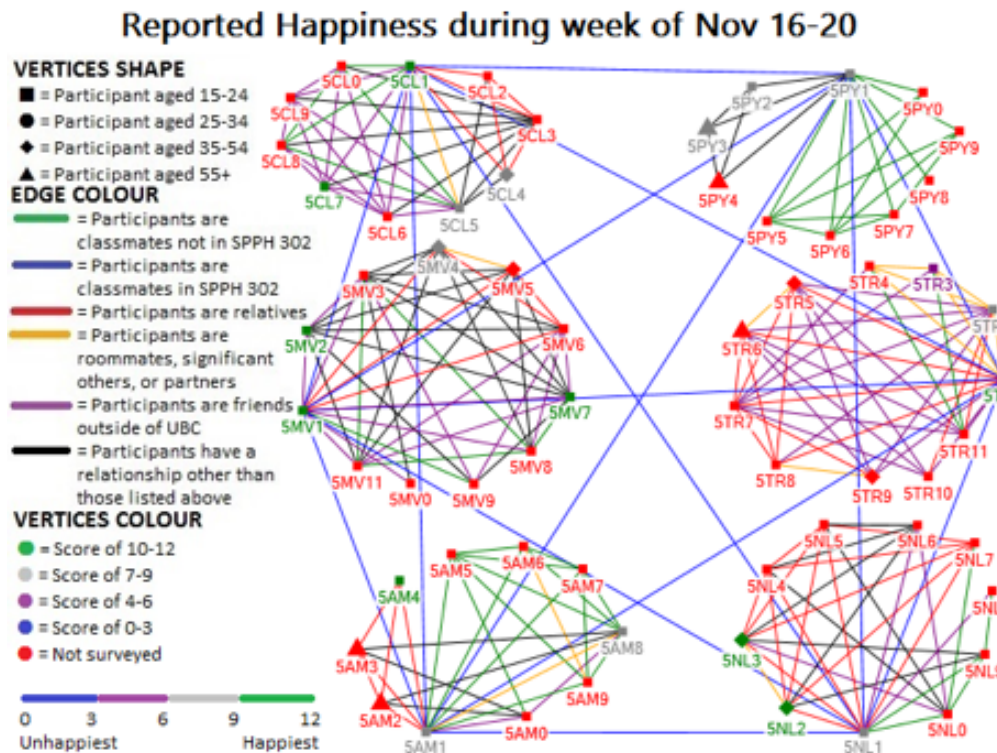 Reported Happiness during week of Nov 16-20
VERTICES SHAPE
= Participant aged 15-24
= Participant aged 25-34
= Participant aged 35-54
= Participant aged 55+
EDGE COLOUR
= Participants are
classmates not in SPPH 302
= Participants are
classmates in SPPH 302
= Participants are relatives
= Participants are
roommates, significant
others, or partners
= Participants are friends
outside of UBC
= Participants have a
relationship other than
those listed above
VERTICES COLOUR
= Score of 10-12
= Score of 7-9
= Score of 4-6
= Score of 0-3
= Not surveyed
0 3 6 9 12
Unhappiest Happiest
5CL0
5CL1
5CL2
5CL9
5CL3
5CL8
5CL4
5CL7
5CL6
5CL5
5PY2
5PY1
5PY0
5PY3
5PY9
5PY4
5PY8
5PY5
5PY6
5PY7
5MV4
5MV3
5MV5
5MV2
5MV6
5MV1
5MV7
5MV11
5MV0
5MV9
5MV8
5TR4
5TR3
5TR5
5TR6
5TR7
5TR11
5TR8
5TR9
5TR10
5AM5
5AM6
5AM7
5AM4
5AM8
5AM3
5AM9
5AM2
5AM1
5AM0
5NL5
5NL6
5NL7
5NL4
5NL3
5NL2
5NL1
5NL0